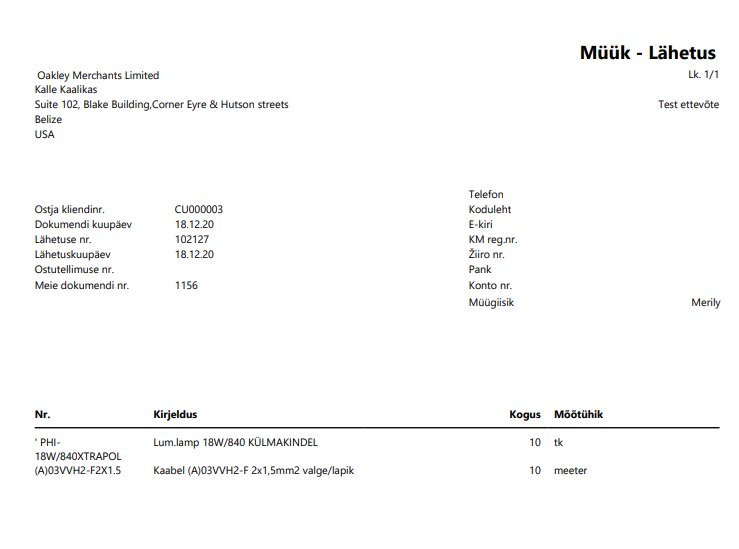 Müük - Lähetus
Oakley Merchants Limited
Lk. 1/1
Kalle Kaalikas
Suite 102, Blake Building,Corner Eyre & Hutson streets
Test ettevõte
Belize
USA
Telefon
Ostja kliendinr. CU000003
Koduleht
Dokumendi kuupäev 18.12.20
E-kiri
Lähetuse nr. 102127
KM reg.nr.
Lähetuskuupäev 18.12.20
Žiiro nr.
Ostutellimuse nr.
Pank
Meie dokumendi nr. 1156
Konto nr.
Müügiisik Merily
Nr. Kirjeldus Kogus Mõõtühik
' PHI- Lum.lamp 18W/840 KÜLMAKINDEL 10 tk
18W/840XTRAPOL
(A)03VVH2-F2X1.5 Kaabel (A)03VVH2-F 2x1,5mm2 valge/lapik 10 meeter